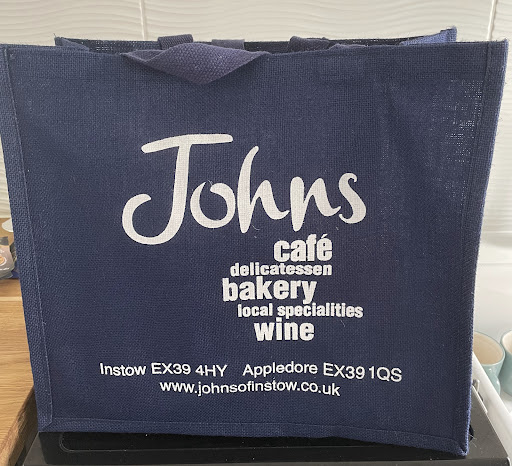 Johns
café
delicatessen
bakery
local specialities
wine
Instow EX39 4HY Appledore EX39 1QS
www.johnsofinstow.co.uk